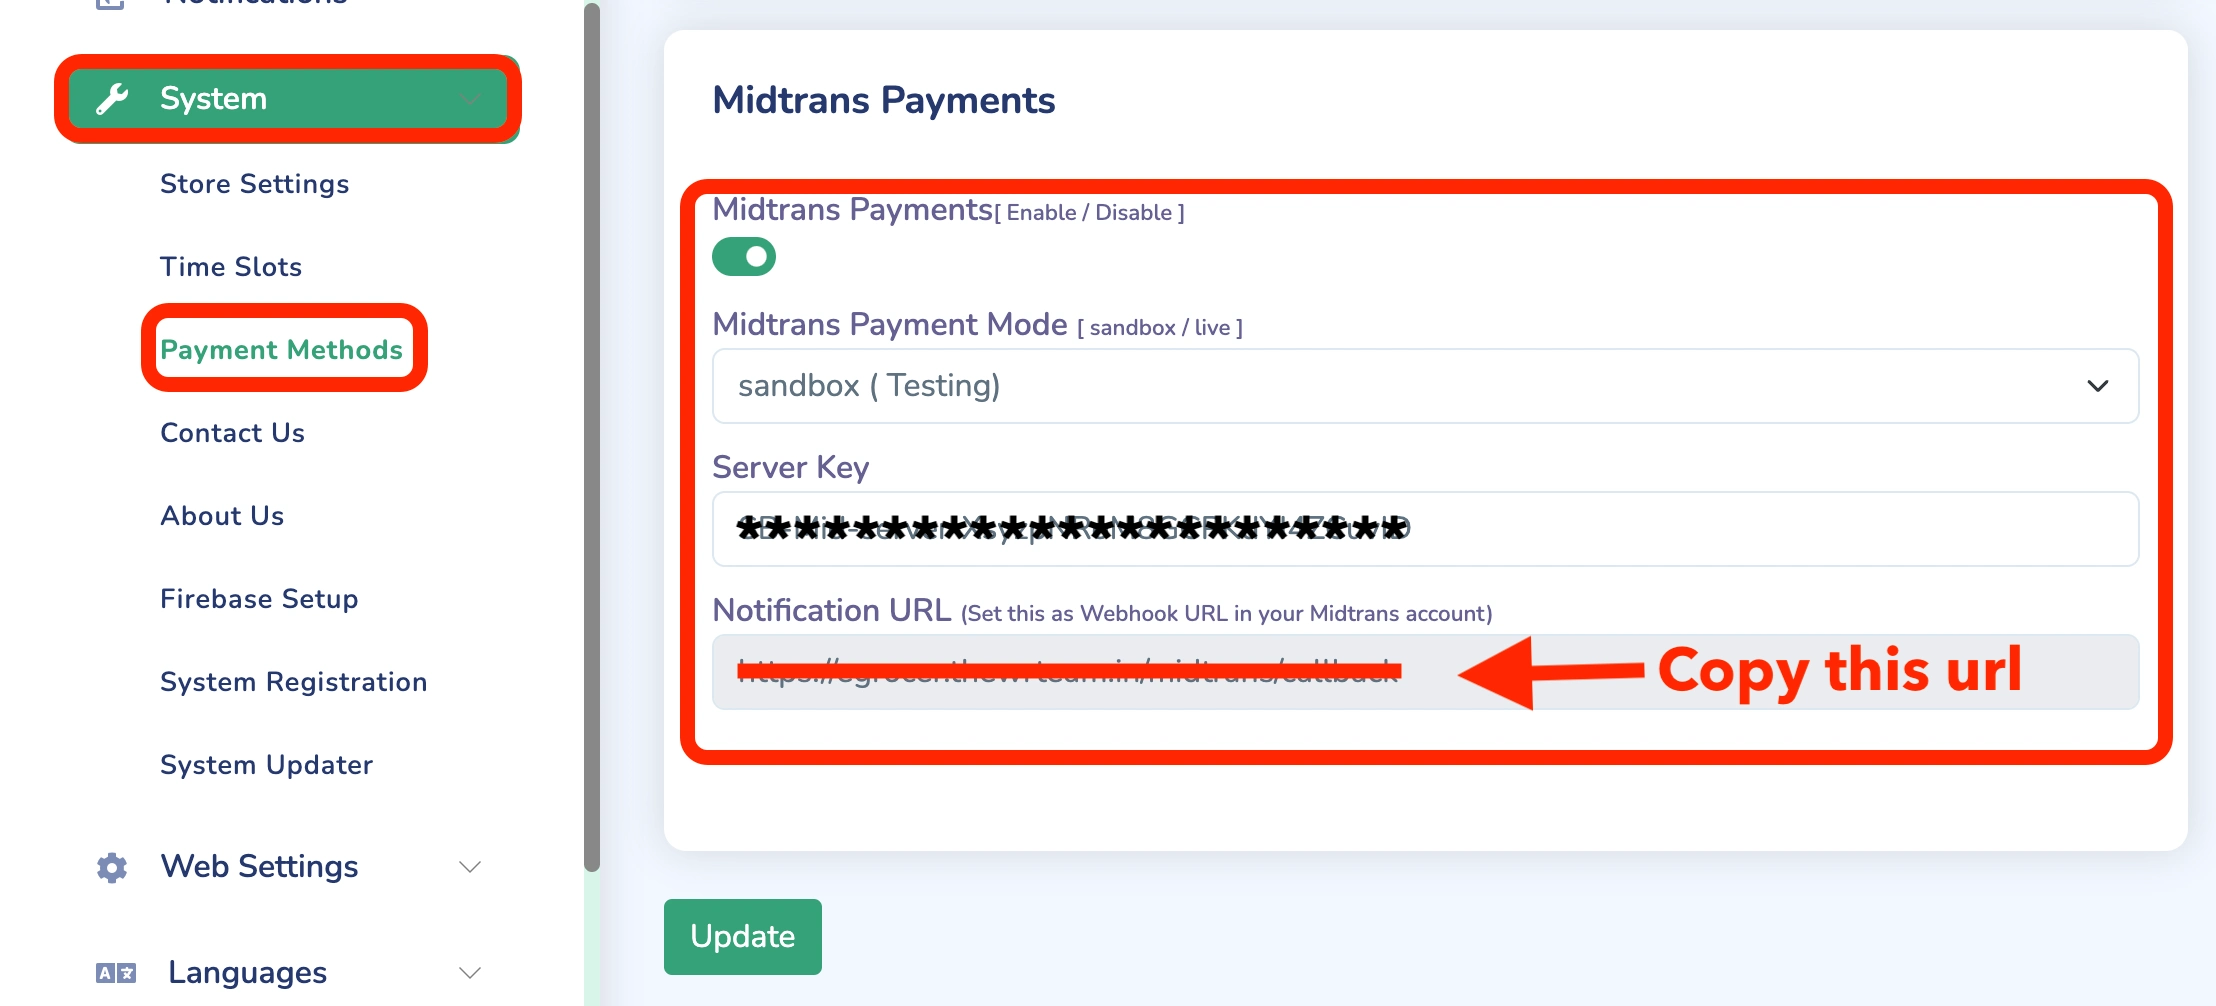 Notifications
System
Store Settings
Time Slots
Payment Methods
Contact Us
About Us
Firebase Setup
System Registration
System Updater
Web Settings
Languages
Midtrans Payments
Midtrans Payments[ Enable / Disable ]
Midtrans Payment Mode [ sandbox / live ]
sandbox ( Testing)
Server Key
***********************
Notification URL (Set this as Webhook URL in your Midtrans account)
Copy this url
Update